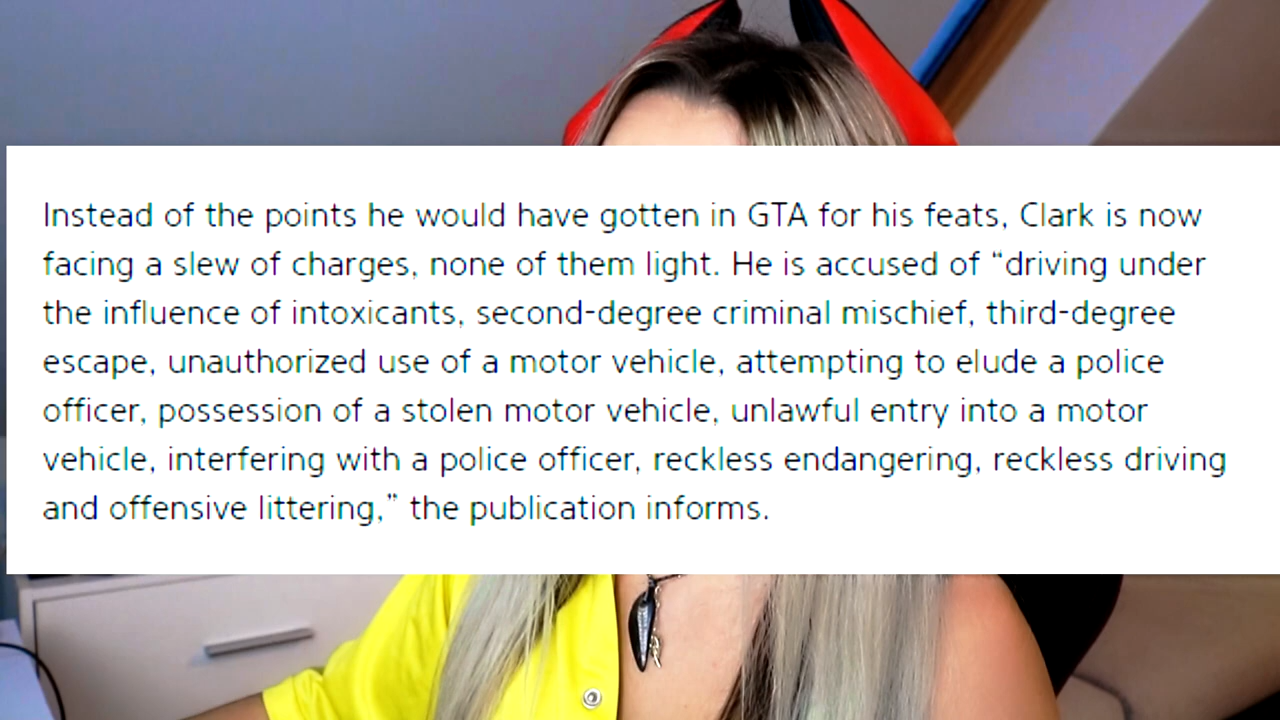 Instead of the points he would have gotten in GTA for his feats, Clark is now
facing a slew of charges, none of them light. He is accused of “driving under
the influence of intoxicants, second-degree criminal mischief, third-degree
escape, unauthorized use of a motor vehicle, attempting to elude a police
officer, possession of a stolen motor vehicle, unlawful entry into a motor
vehicle, interfering with a police officer, reckless endangering, reckless driving
and offensive littering,” the publication informs.